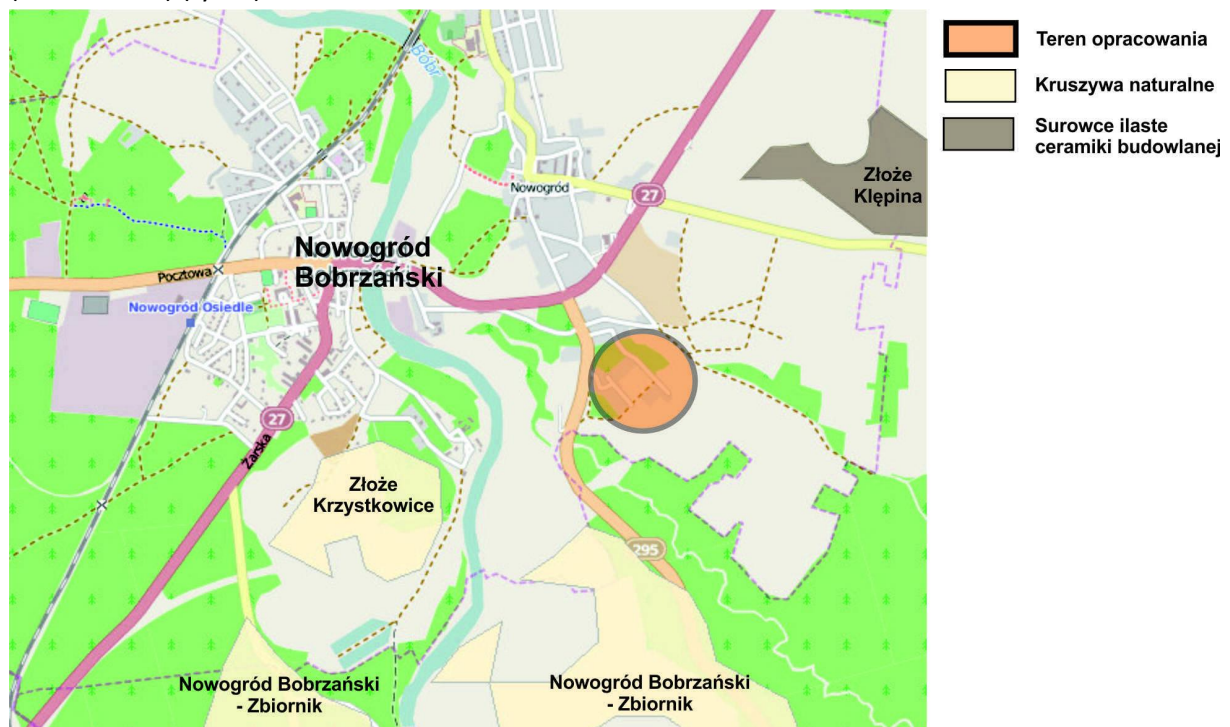 Teren opracowania
Kruszywa naturalne
Surowce ilaste
ceramiki budowlanej
Bóbr
Złoże
Klępina
Nowogród
27
Nowogród
Bobrzański
Pocztowa
Nowogród Osiedle
27
Żarska
Złoże
Krzystkowice
295
Nowogród Bobrzański
- Zbiornik
Nowogród Bobrzański
- Zbiornik